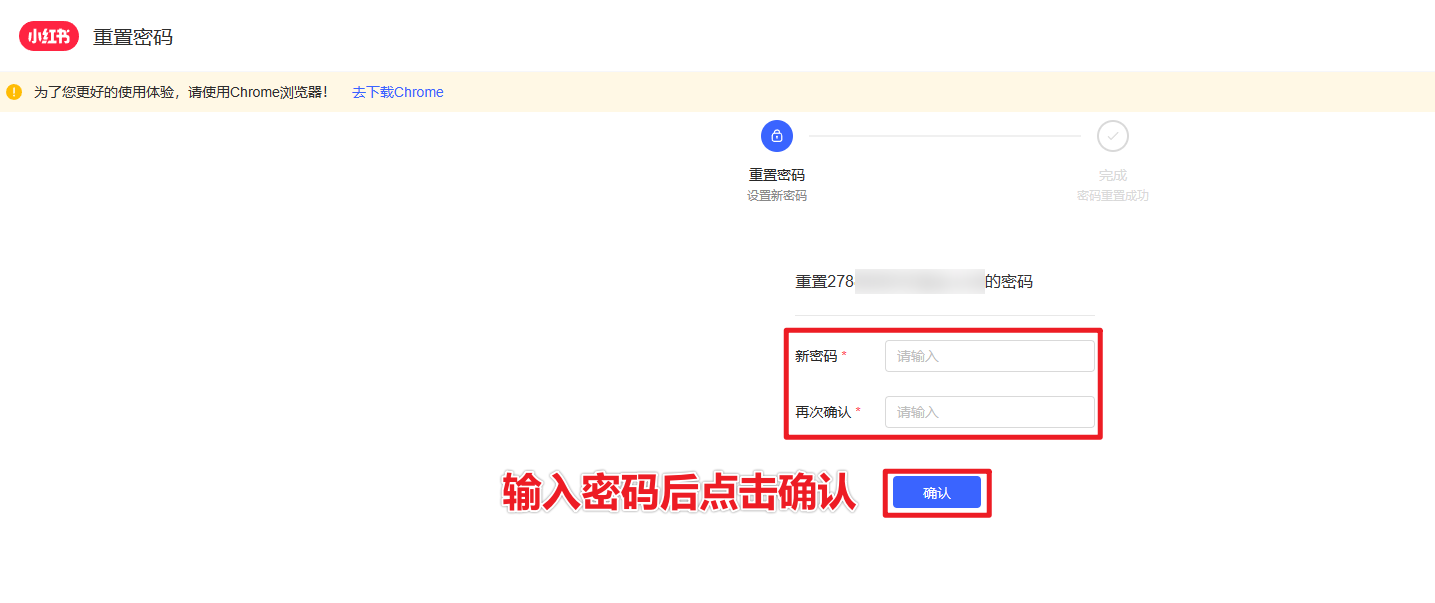 小红书 重置密码
为了您更好的使用体验，请使用Chrome浏览器！ 去下载Chrome
重置密码 完成
设置新密码 密码重置成功
重置278 的密码
新密码 * 请输入
再次确认 * 请输入
输入密码后点击确认 确认